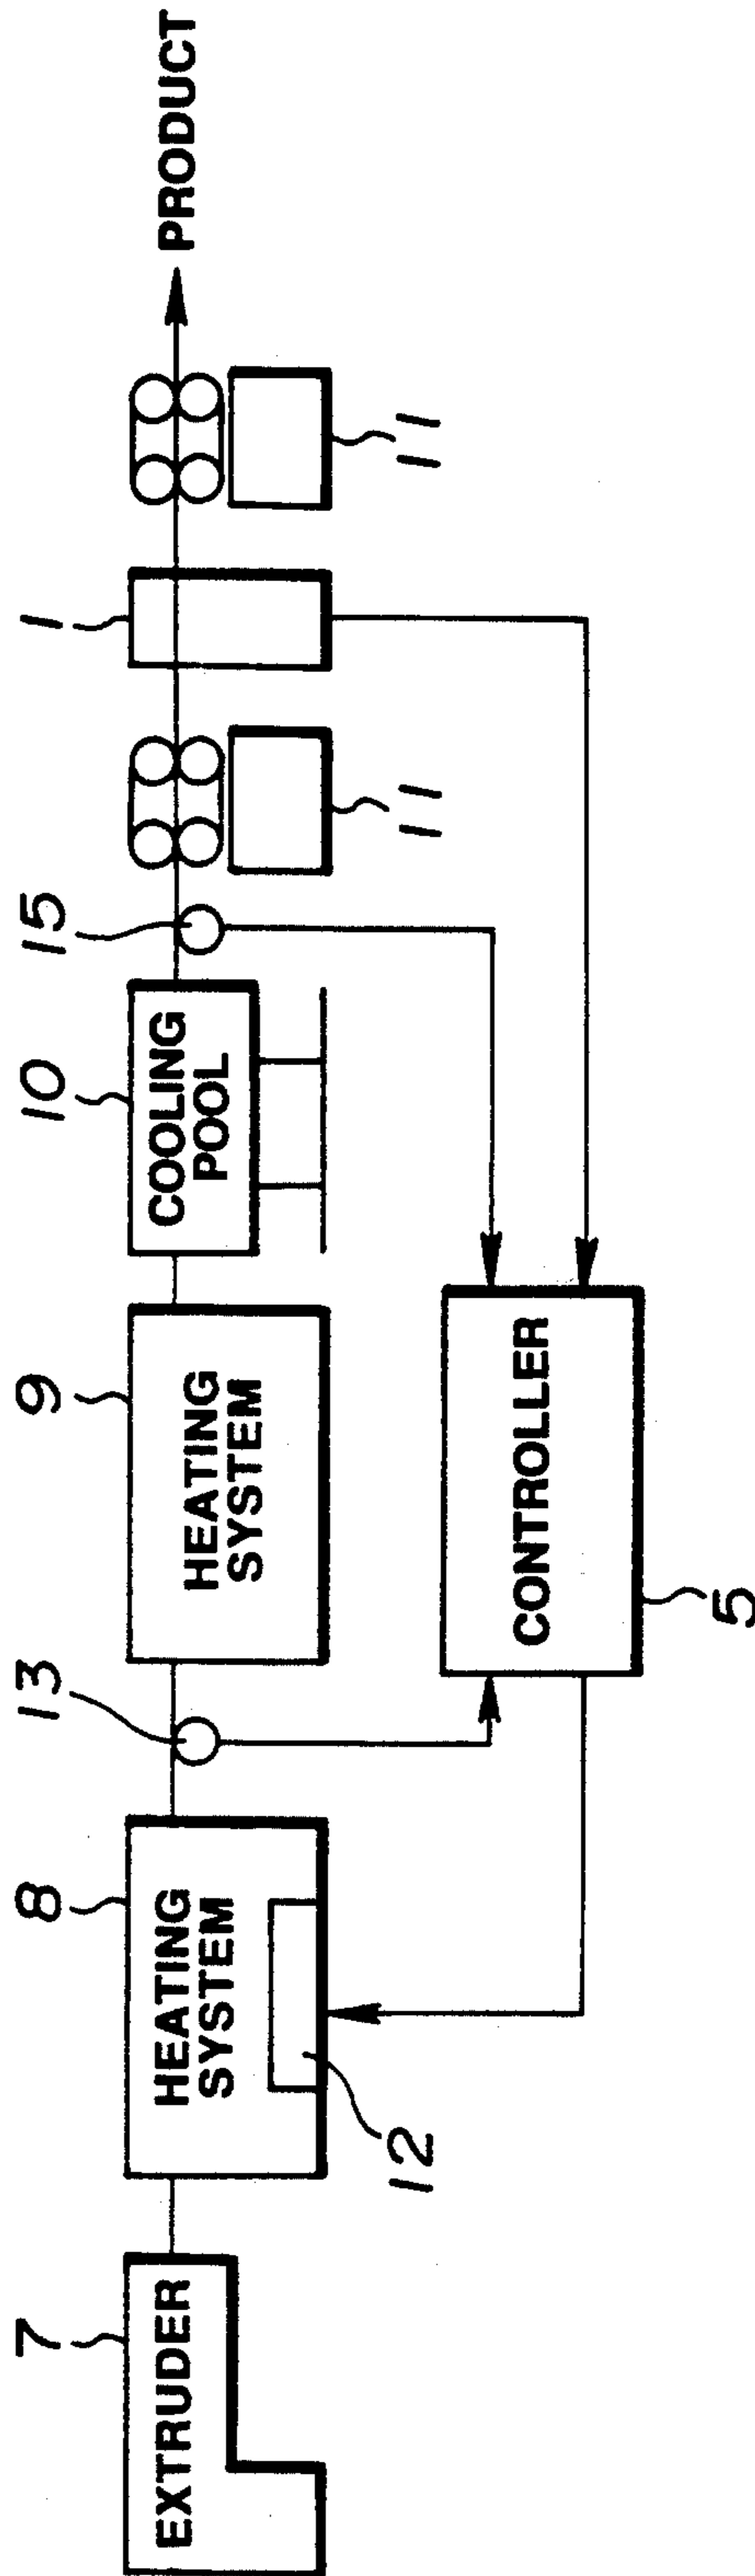 7
EXTRUDER
8
HEATING
SYSTEM
12
13
9
HEATING
SYSTEM
10
COOLING
POOL
15
11
1
11
PRODUCT
CONTROLLER
5